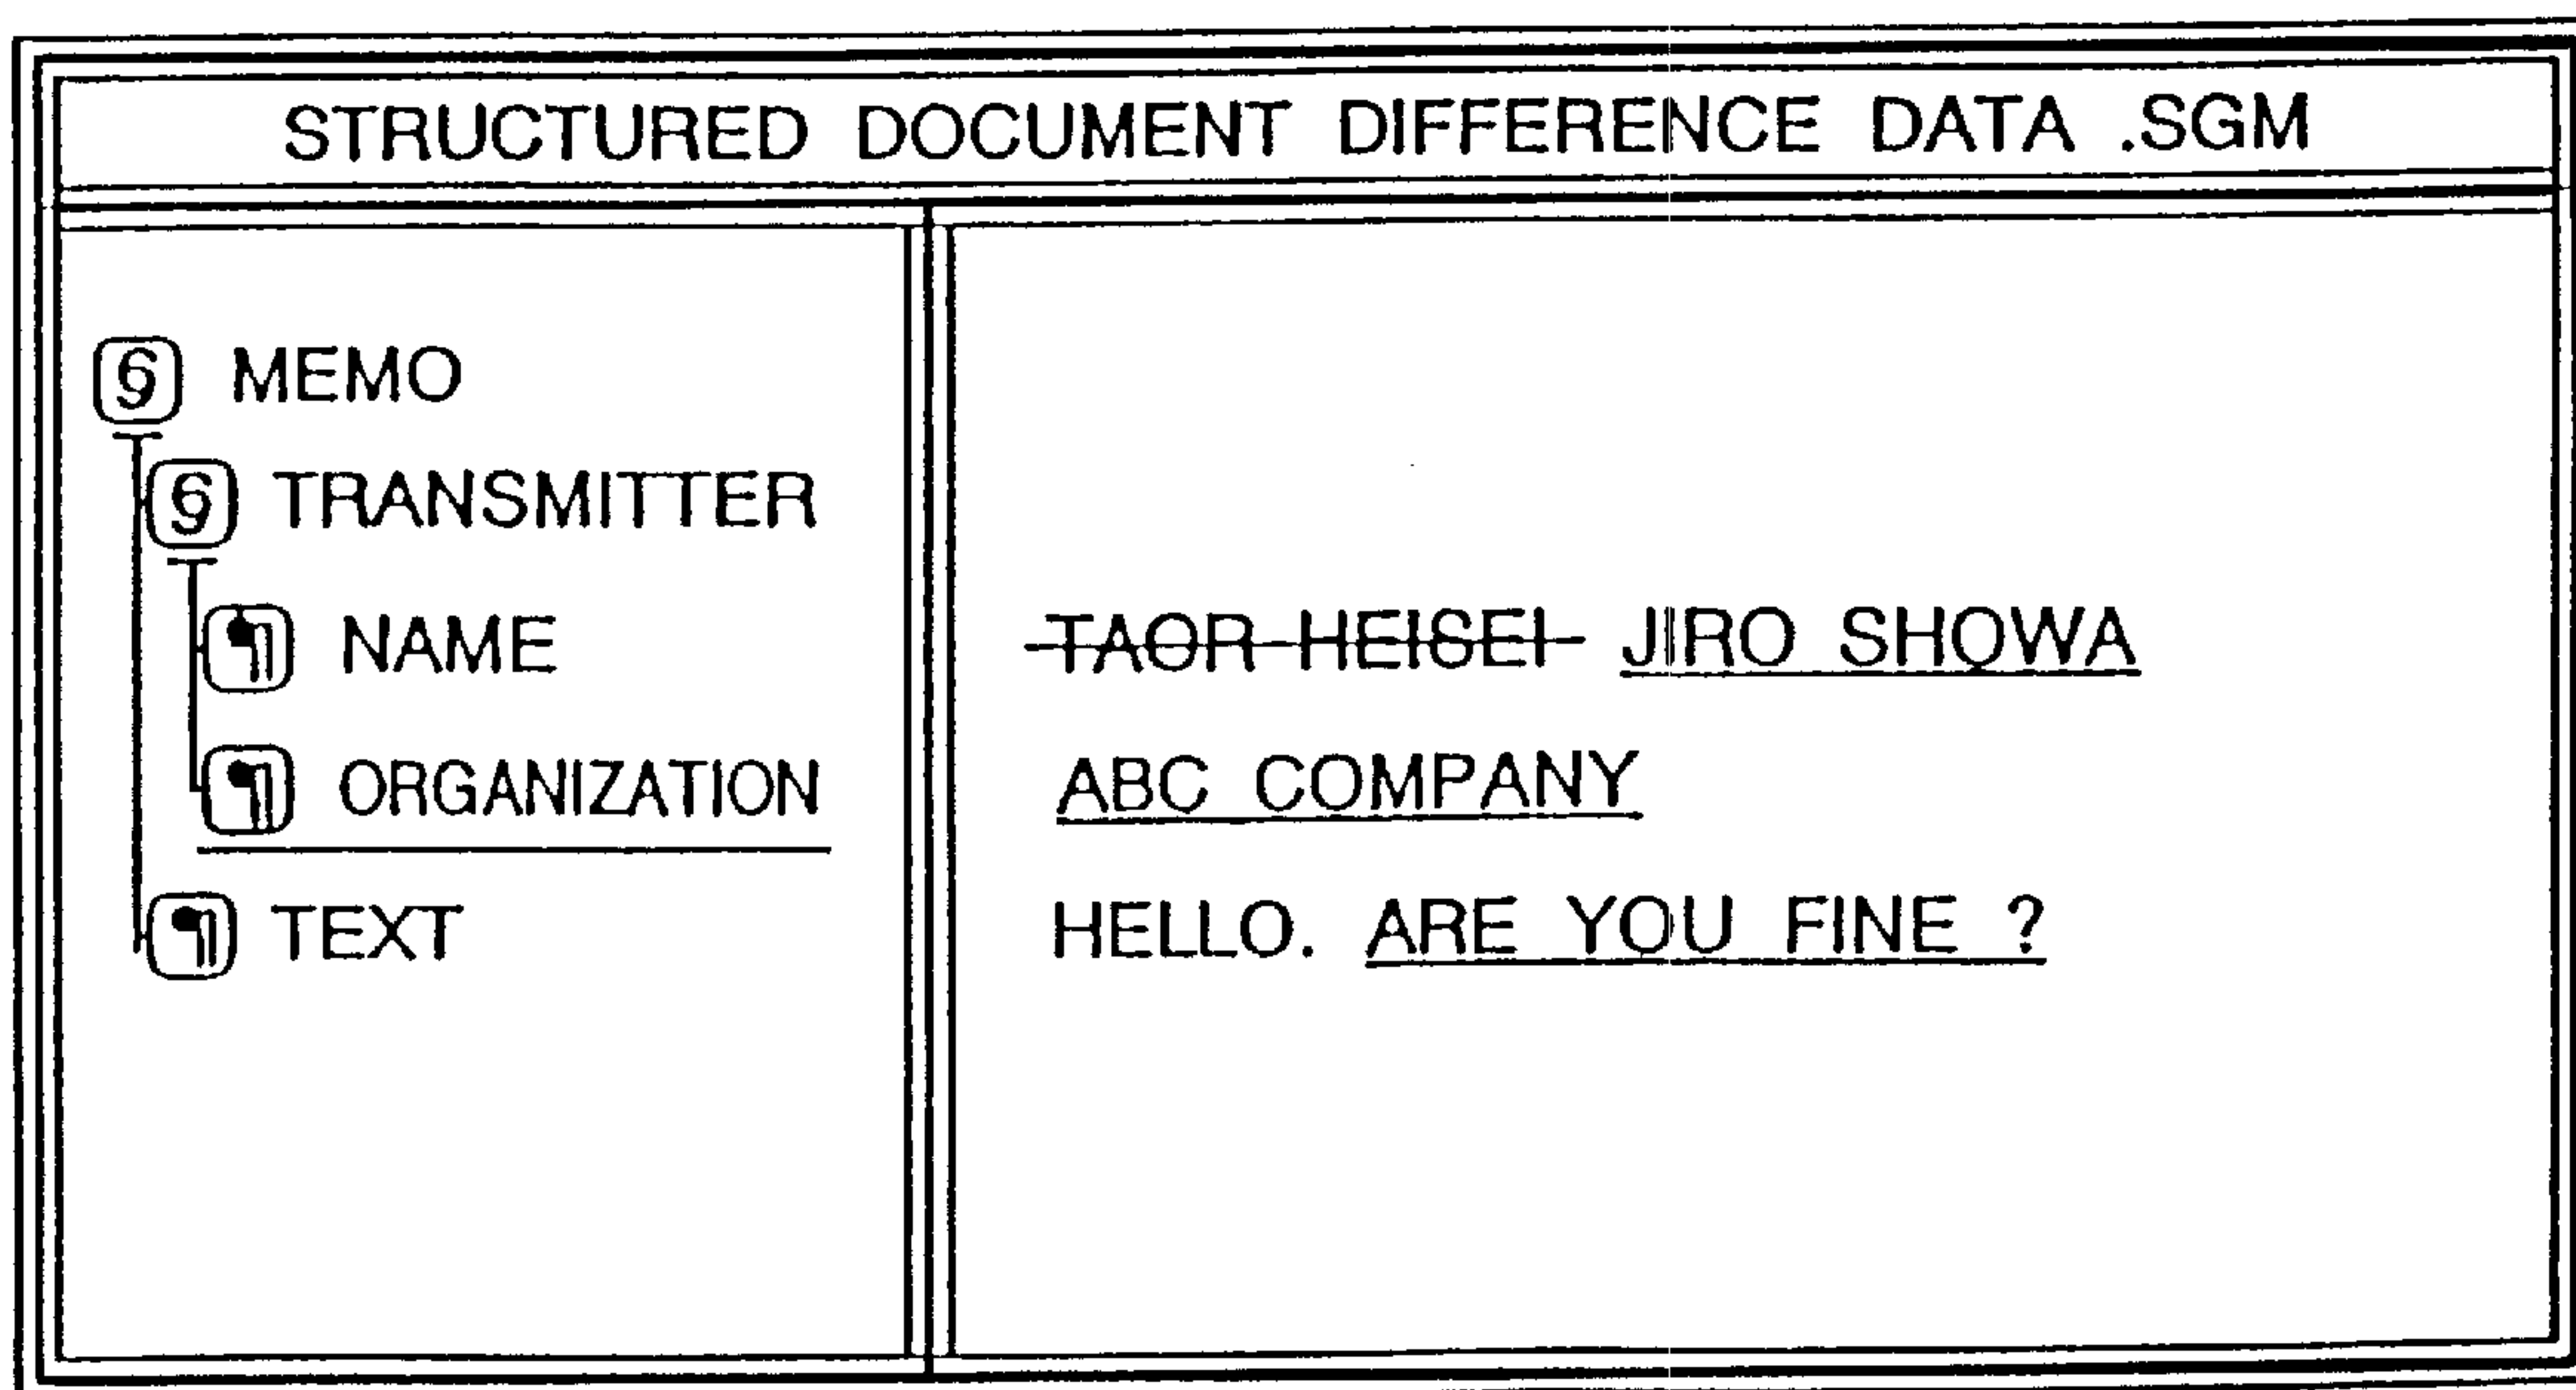 STRUCTURED DOCUMENT DIFFERENCE DATA .SGM
§ MEMO
§ TRANSMITTER
¶ NAME TAOR HEISEI JIRO SHOWA
¶ ORGANIZATION ABC COMPANY
¶ TEXT HELLO. ARE YOU FINE ?